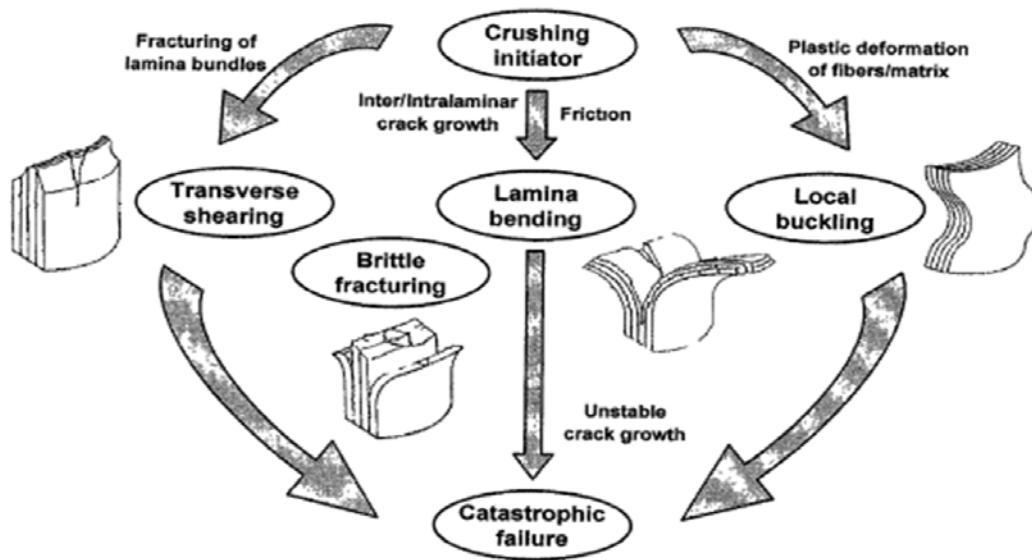 Crushing
initiator
Fracturing of
lamina bundles
Plastic deformation
of fibers/matrix
Inter/Intralaminar
crack growth
Friction
Transverse
shearing
Lamina
bending
Local
buckling
Brittle
fracturing
Unstable
crack growth
Catastrophic
failure